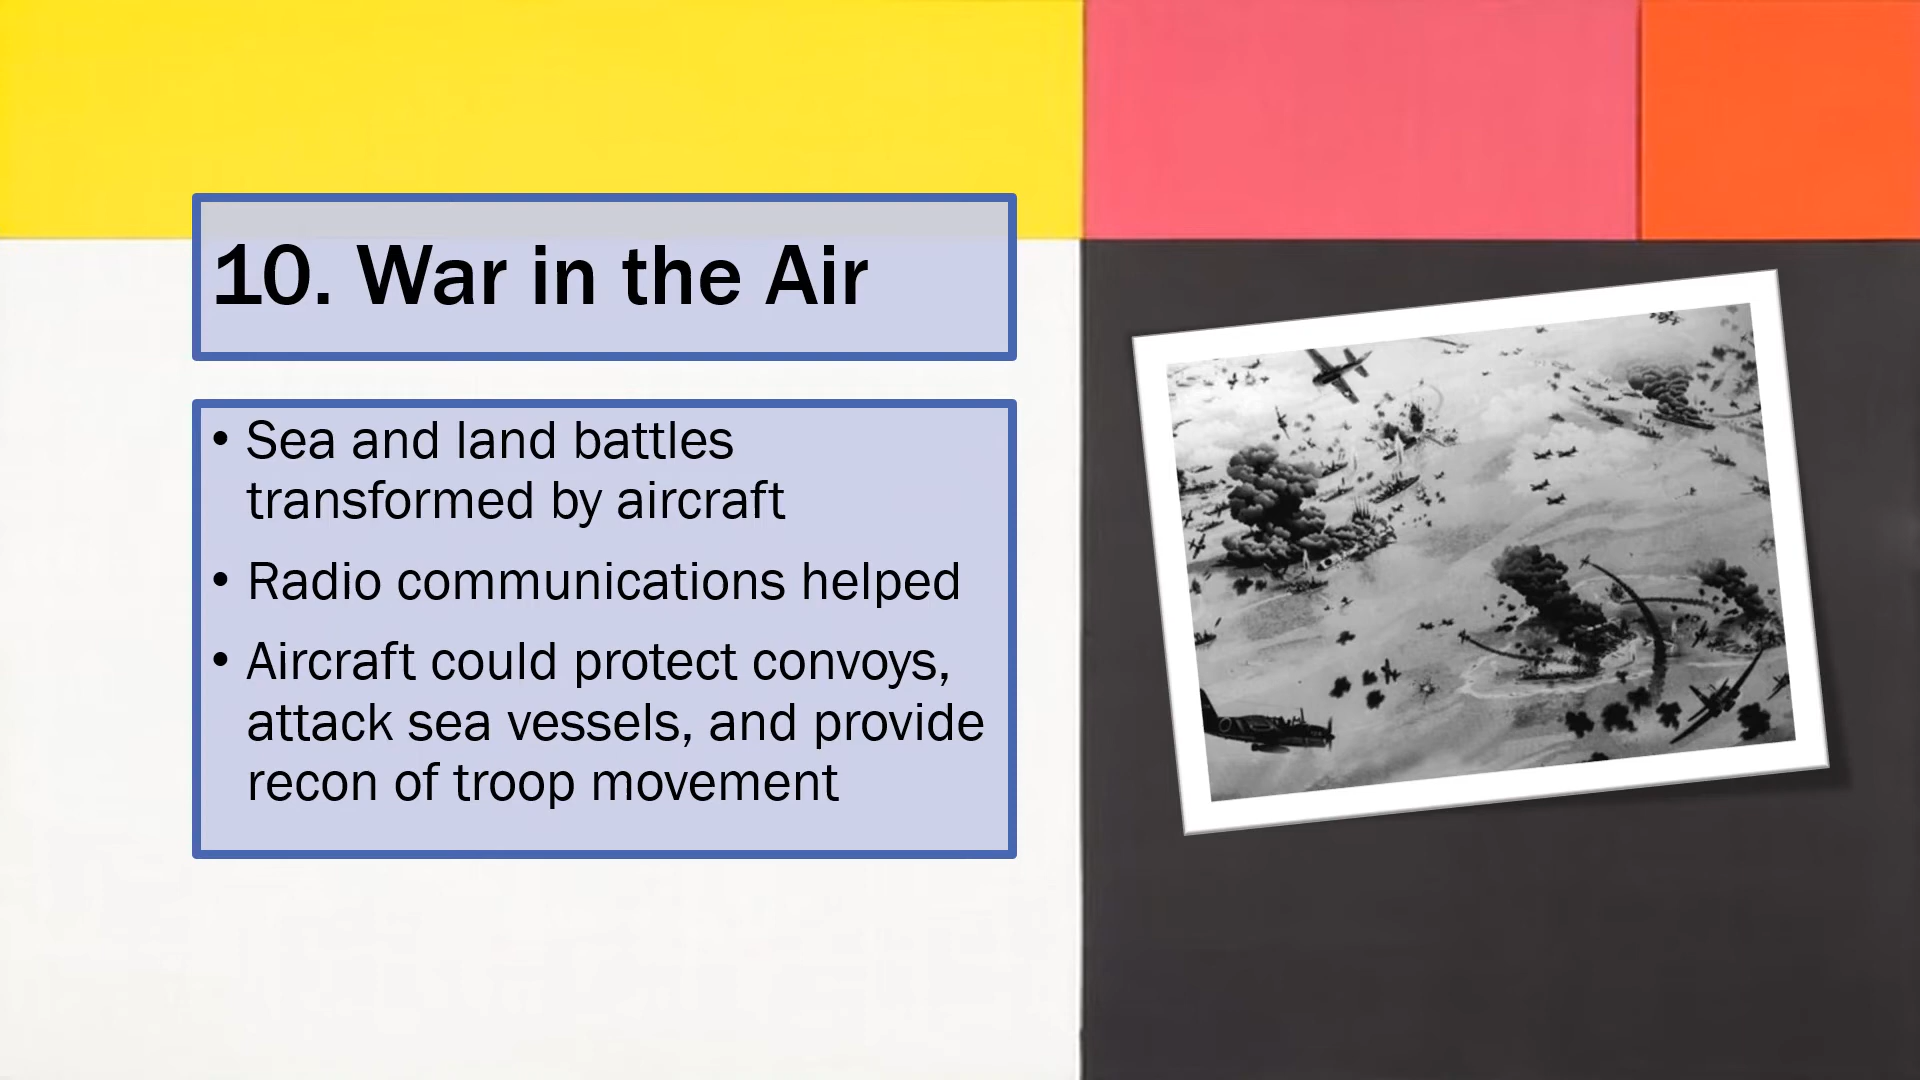 10. War in the Air
• Sea and land battles
transformed by aircraft
• Radio communications helped
• Aircraft could protect convoys,
attack sea vessels, and provide
recon of troop movement